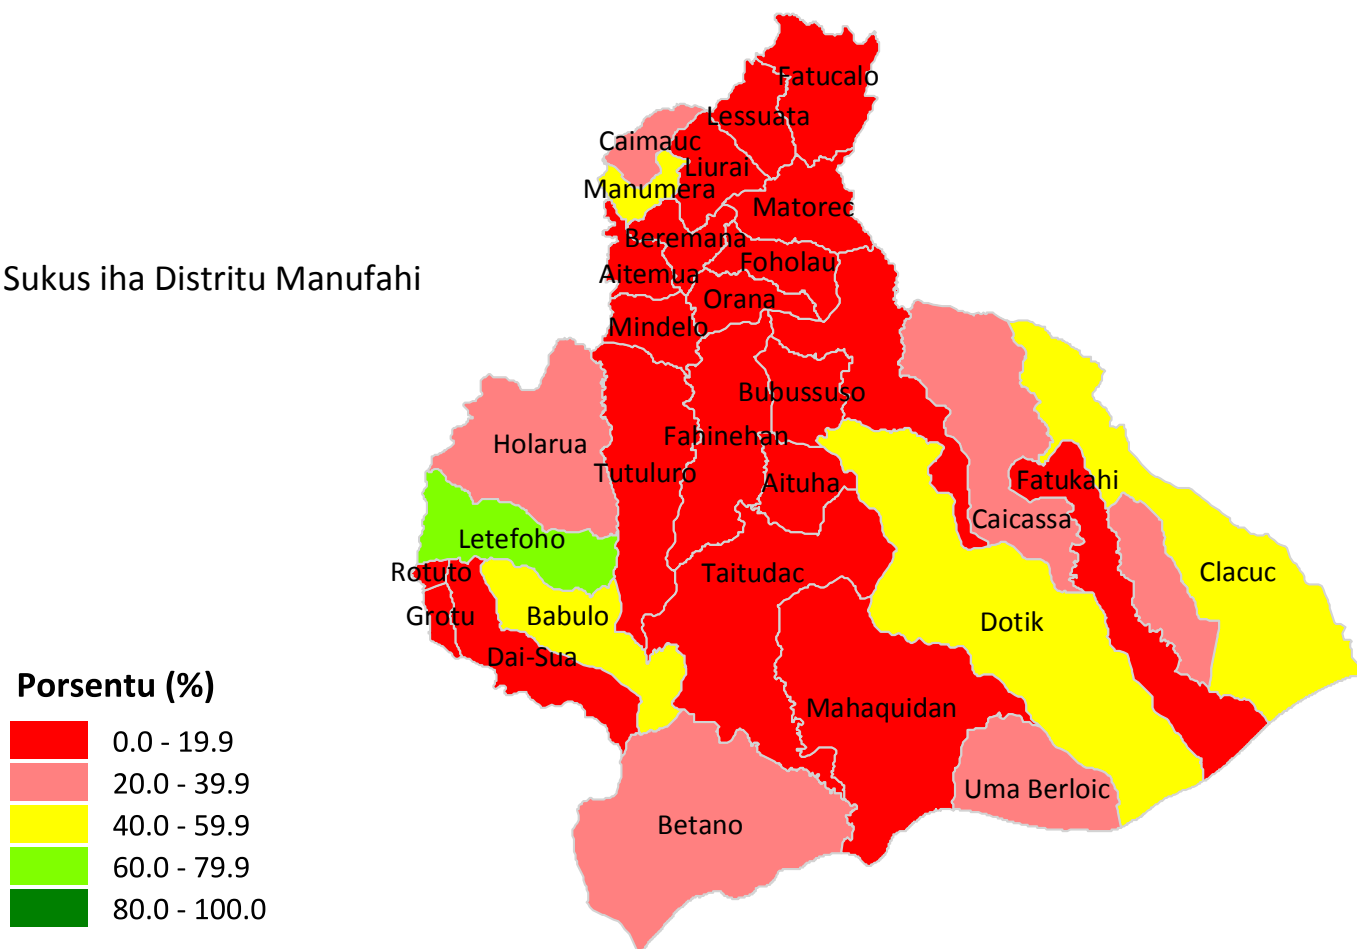 Fatucalo
Lessuata
Caimauc
Liurai
Manumera
Matorec
Beremana
Foholau
Aitemua
Sukus iha Distritu Manufahi
Orana
Mindelo
Bubussuso
Fahinehan
Holarua
Tutuluro
Aituha
Fatukahi
Caicassa
Letefoho
Rotuto
Taitudac
Clacuc
Grotu
Babulo
Dotik
Dai-Sua
Mahaquidan
Uma Berloic
Betano
Porsentu (%)
0.0 - 19.9
20.0 - 39.9
40.0 - 59.9
60.0 - 79.9
80.0 - 100.0